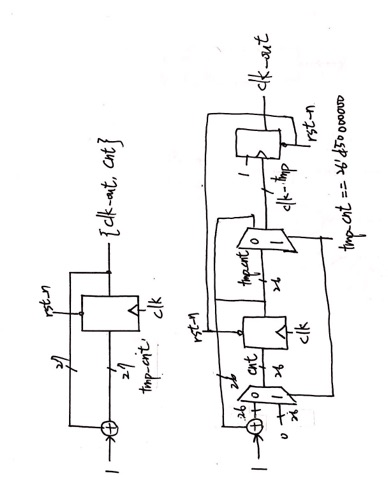 rst-n
27
{clk-out, cnt}
1
27
tmp-cnt
clk
rst-n
26
26
0
1
0
26
cnt
26
clk
tmp-cnt
26
0
1
1
clk-tmp
clk-out
rst-n
tmp-cnt == 26'd50000000
1